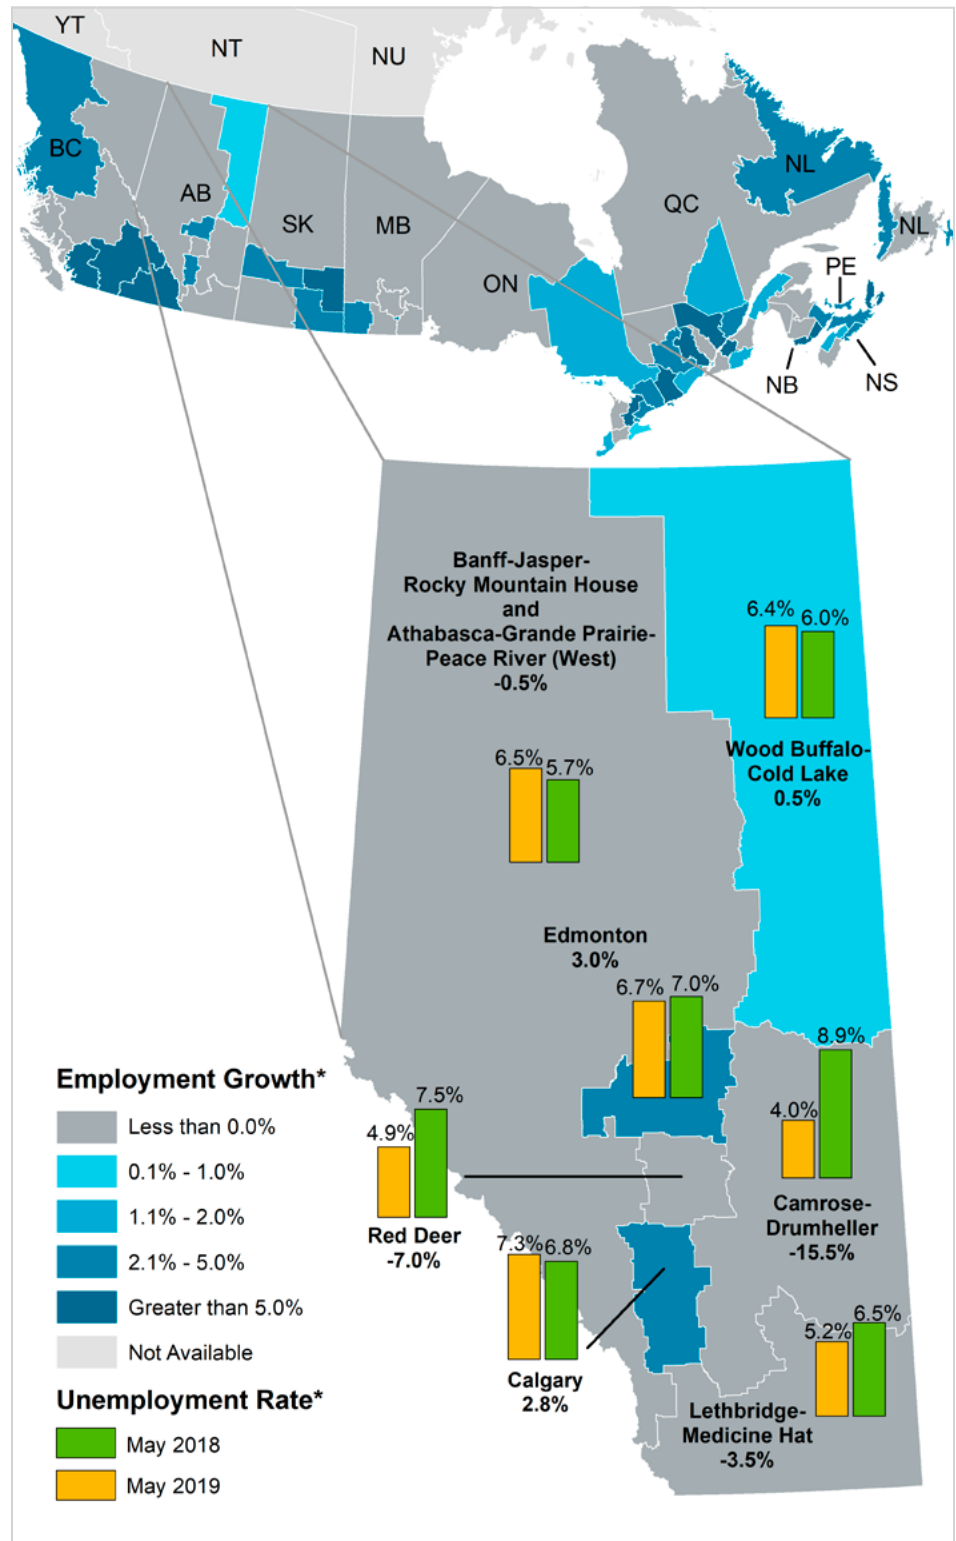 YT
NT
NU
BC
AB
SK
MB
ON
QC
NL
NL
PE
NB
NS
Banff-Jasper-
Rocky Mountain House
and
Athabasca-Grande Prairie-
Peace River (West)
-0.5%
6.5%
5.7%
6.4%
6.0%
Wood Buffalo-
Cold Lake
0.5%
Edmonton
3.0%
6.7%
7.0%
8.9%
4.0%
Camrose-
Drumheller
-15.5%
7.5%
4.9%
Red Deer
-7.0%
7.3%
6.8%
Calgary
2.8%
6.5%
5.2%
Lethbridge-
Medicine Hat
-3.5%
Employment Growth*
Less than 0.0%
0.1% - 1.0%
1.1% - 2.0%
2.1% - 5.0%
Greater than 5.0%
Not Available
Unemployment Rate*
May 2018
May 2019